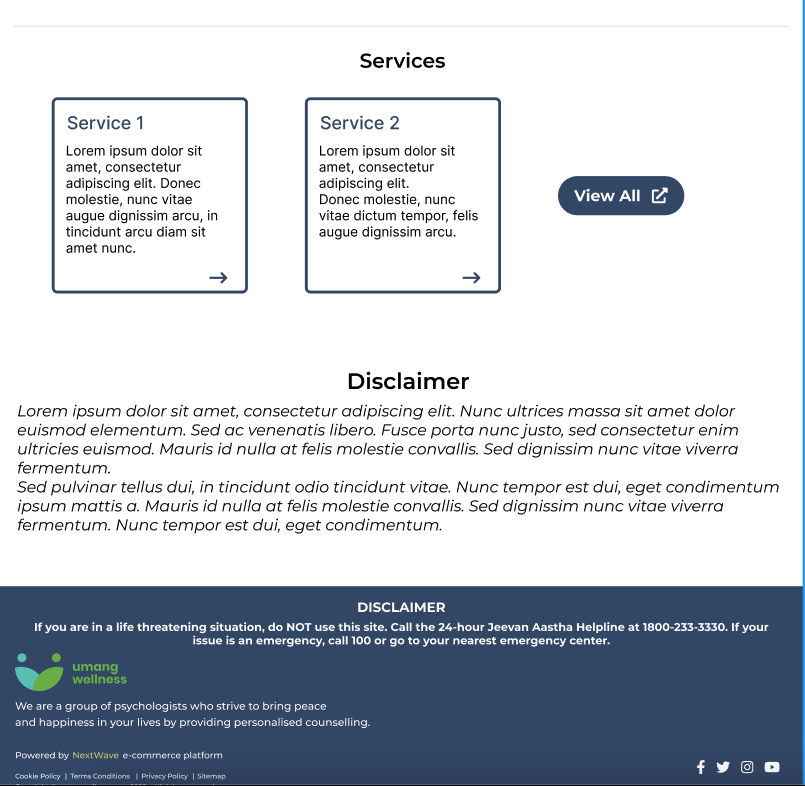 Services
Service 1
Lorem ipsum dolor sit
amet, consectetur
adipiscing elit. Donec
molestie, nunc vitae
augue dignissim arcu, in
tincidunt arcu diam sit
amet nunc.
Service 2
Lorem ipsum dolor sit
amet, consectetur
adipiscing elit.
Donec molestie, nunc
vitae dictum tempor, felis
augue dignissim arcu.
View All
Disclaimer
Lorem ipsum dolor sit amet, consectetur adipiscing elit. Nunc ultrices massa sit amet dolor
euismod elementum. Sed ac venenatis libero. Fusce porta nunc justo, sed consectetur enim
ultricies euismod. Mauris id nulla at felis molestie convallis. Sed dignissim nunc vitae viverra
fermentum.
Sed pulvinar tellus dui, in tincidunt odio tincidunt vitae. Nunc tempor est dui, eget condimentum
ipsum mattis a. Mauris id nulla at felis molestie convallis. Sed dignissim nunc vitae viverra
fermentum. Nunc tempor est dui, eget condimentum.
DISCLAIMER
If you are in a life threatening situation, do NOT use this site. Call the 24-hour Jeevan Aastha Helpline at 1800-233-3330. If your
issue is an emergency, call 100 or go to your nearest emergency center.
umang
wellness
We are a group of psychologists who strive to bring peace
and happiness in your lives by providing personalised counselling.
Powered by NextWave e-commerce platform
Cookie Policy | Terms Conditions | Privacy Policy | Sitemap